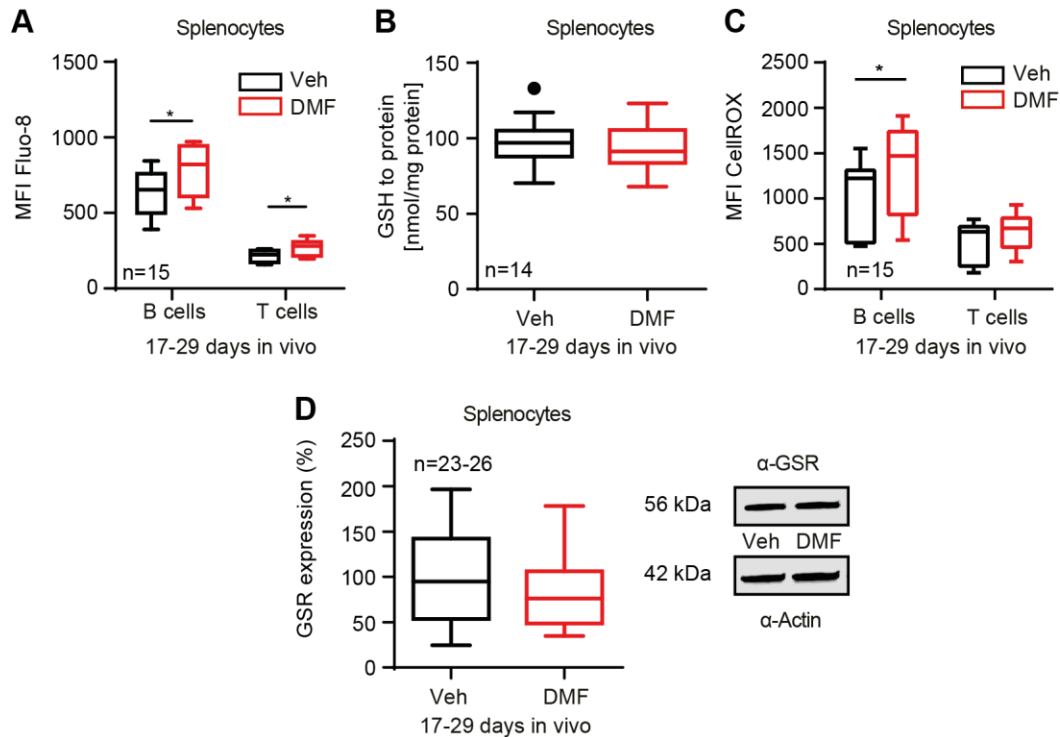 A
Splenocytes
MFI Fluo-8
1500
1000
500
0
Veh
DMF
*
*
n=15
B cells
T cells
17-29 days in vivo
B
Splenocytes
GSH to protein
[nmol/mg protein]
150
100
50
0
n=14
Veh
DMF
17-29 days in vivo
C
Splenocytes
MFI CellROX
2500
2000
1500
1000
500
0
Veh
DMF
*
n=15
B cells
T cells
17-29 days in vivo
D
Splenocytes
GSR expression (%)
250
200
150
100
50
0
n=23-26
Veh
DMF
17-29 days in vivo
α-GSR
56 kDa
Veh DMF
42 kDa
α-Actin